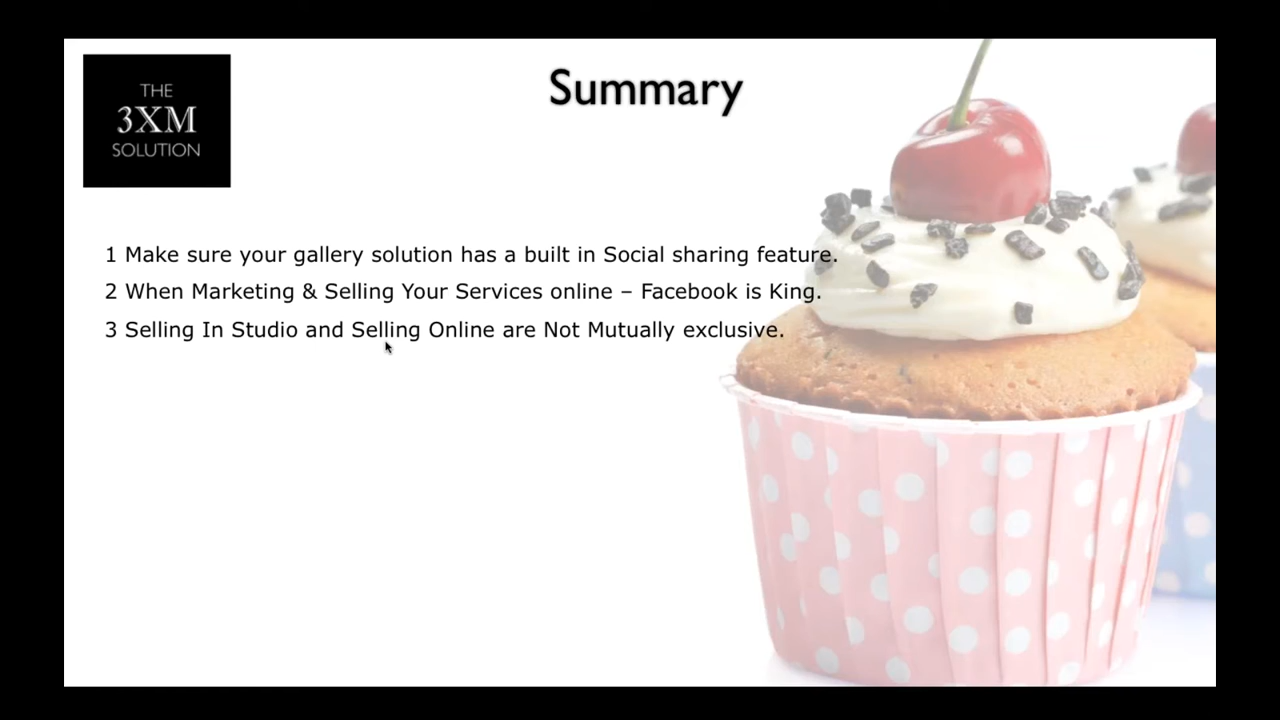 THE
3XM
SOLUTION
Summary
1 Make sure your gallery solution has a built in Social sharing feature.
2 When Marketing & Selling Your Services online – Facebook is King.
3 Selling In Studio and Selling Online are Not Mutually exclusive.